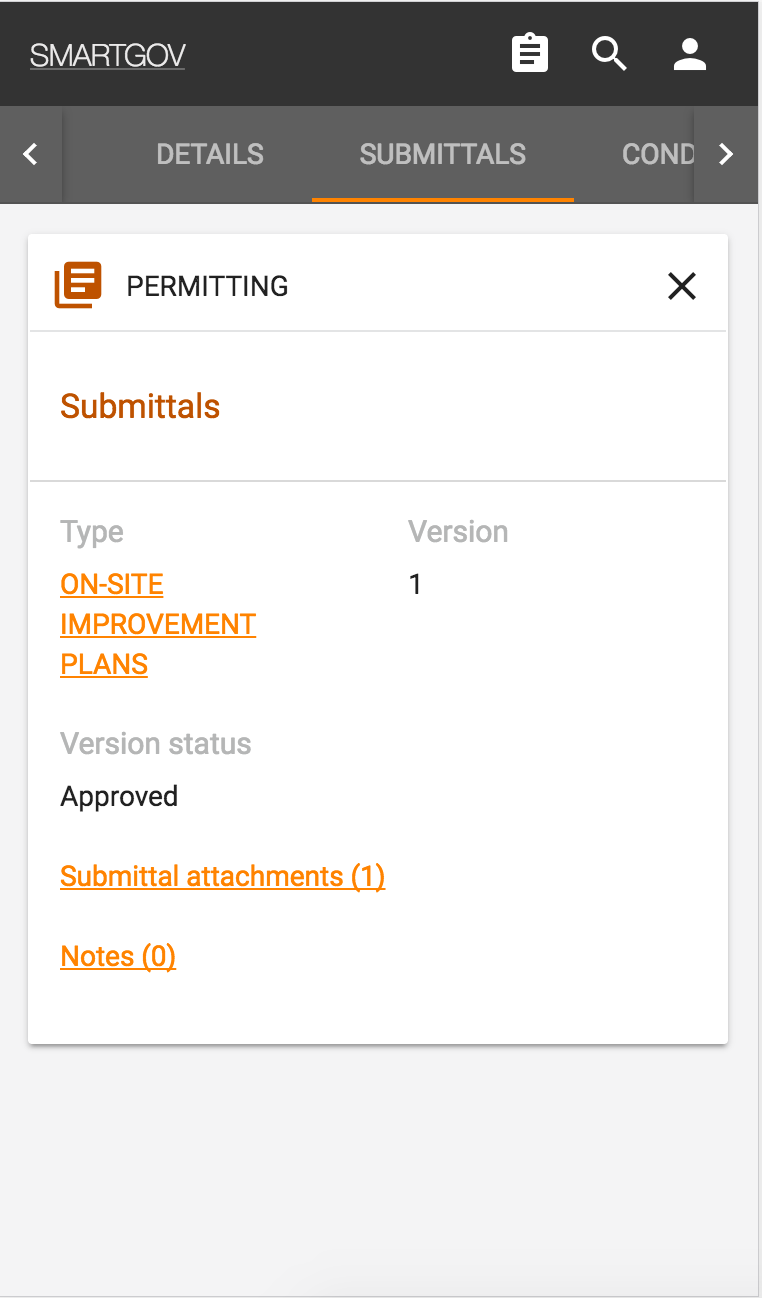 SMARTGOV
DETAILS SUBMITTALS COND
PERMITTING
Submittals
Type Version
ON-SITE 1
IMPROVEMENT
PLANS
Version status
Approved
Submittal attachments (1)
Notes (0)